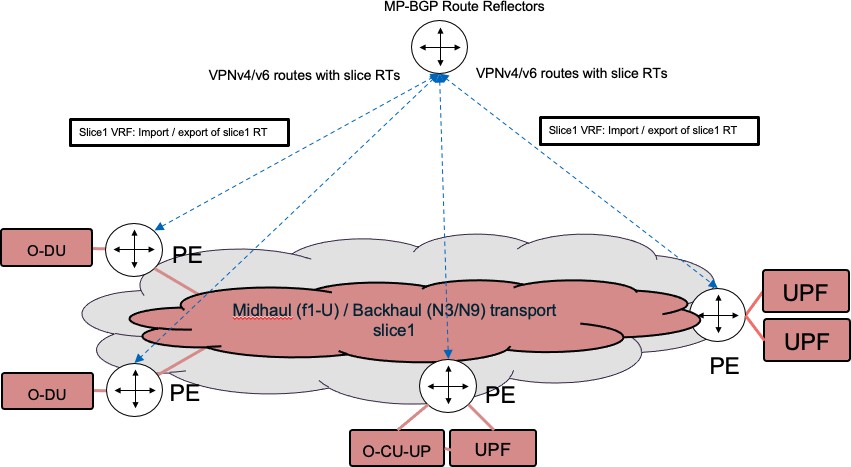 MP-BGP Route Reflectors
VPNv4/v6 routes with slice RTs
VPNv4/v6 routes with slice RTs
Slice1 VRF: Import / export of slice1 RT
Slice1 VRF: Import / export of slice1 RT
O-DU
PE
Midhaul (f1-U) / Backhaul (N3/N9) transport
slice1
UPF
UPF
PE
O-DU
PE
PE
O-CU-UP
UPF